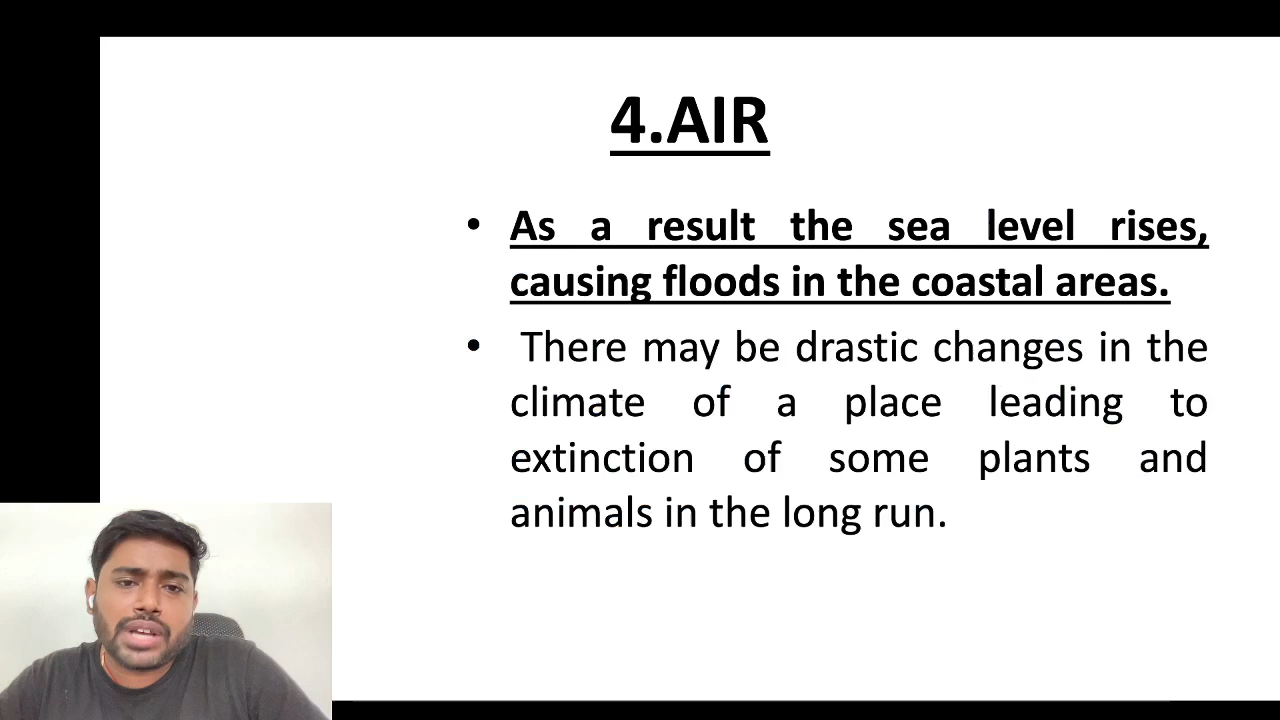 4.AIR
• As a result the sea level rises,
causing floods in the coastal areas.
• There may be drastic changes in the
climate of a place leading to
extinction of some plants and
animals in the long run.